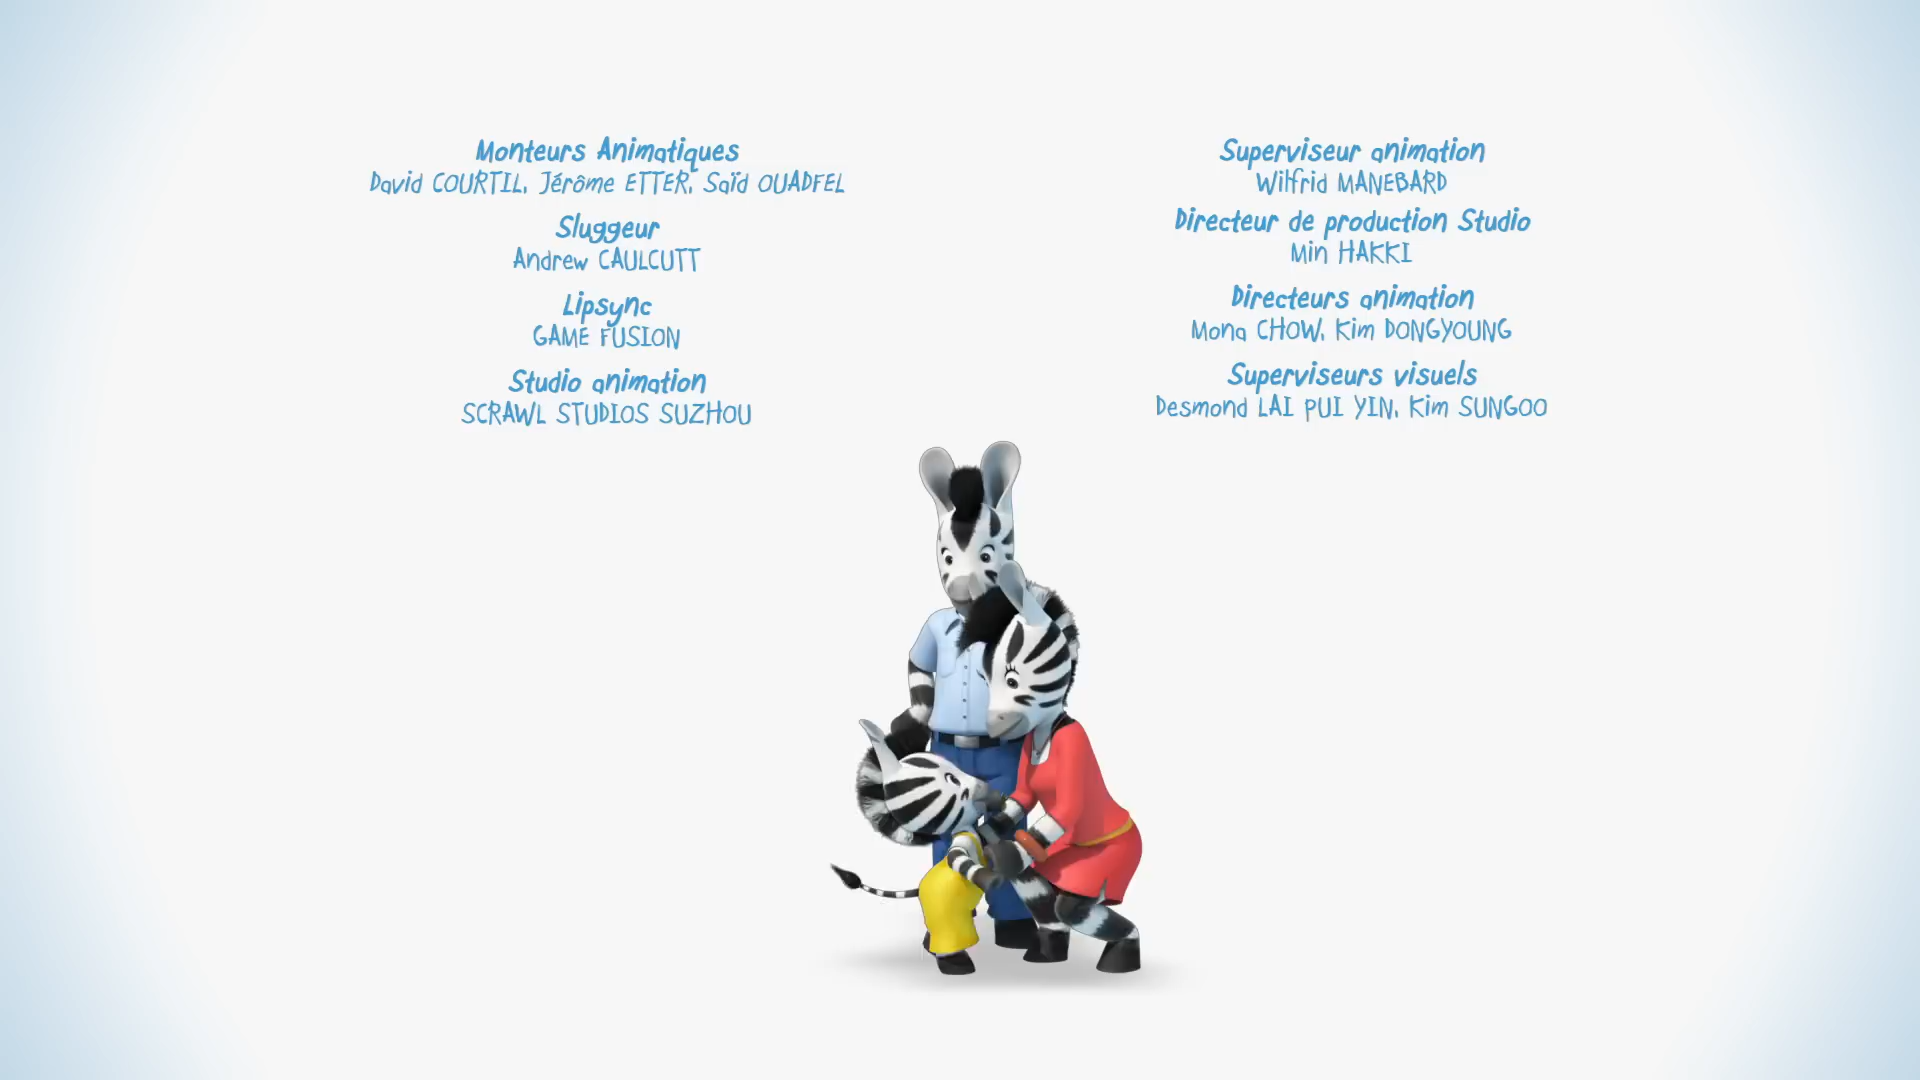 Monteurs Animatiques
David COURTIL, Jérôme ETTER, Saïd OUADFEL
Sluggeur
Andrew CAULCUTT
Lipsync
GAME FUSION
Studio animation
SCRAWL STUDIOS SUZHOU
Superviseur animation
Wilfrid MANEBARD
Directeur de production Studio
Min HAKKI
Directeurs animation
Mona CHOW, Kim DONGYOUNG
Superviseurs visuels
Desmond LAI PUI YIN, Kim SUNGOO